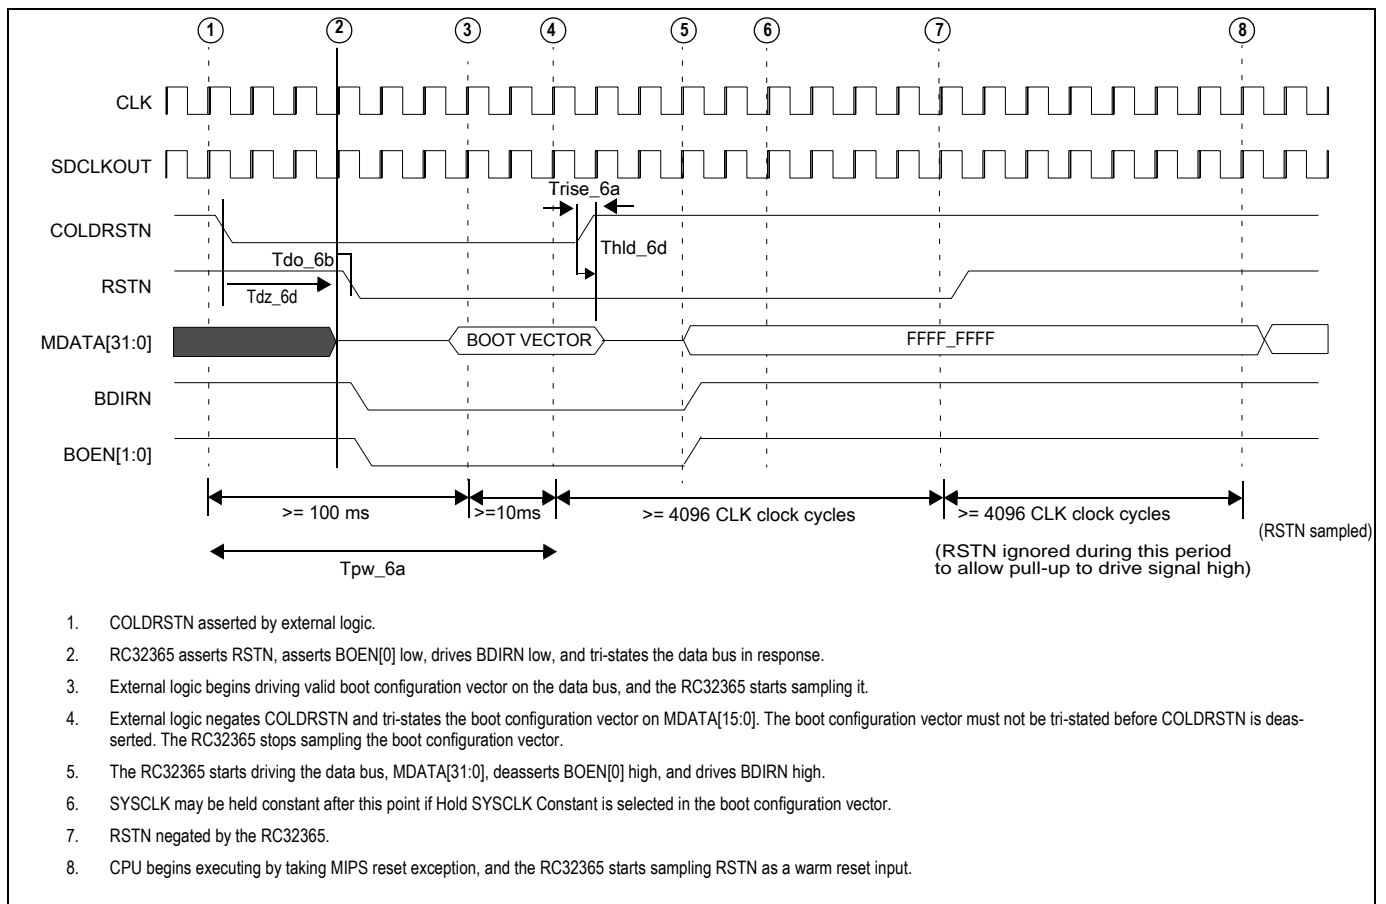 1 2 3 4 5 6 7 8
CLK
SDCLKOUT
Trise_6a
COLDRSTN
Thld_6d
Tdo_6b
RSTN
Tdz_6d
MDATA[31:0]
BOOT VECTOR
FFFF_FFFF
BDIRN
BOEN[1:0]
>= 100 ms
>=10ms
>= 4096 CLK clock cycles
>= 4096 CLK clock cycles
(RSTN sampled)
Tpw_6a
(RSTN ignored during this period
to allow pull-up to drive signal high)
1. COLDRSTN asserted by external logic.
2. RC32365 asserts RSTN, asserts BOEN[0] low, drives BDIRN low, and tri-states the data bus in response.
3. External logic begins driving valid boot configuration vector on the data bus, and the RC32365 starts sampling it.
4. External logic negates COLDRSTN and tri-states the boot configuration vector on MDATA[15:0]. The boot configuration vector must not be tri-stated before COLDRSTN is deas-
serted. The RC32365 stops sampling the boot configuration vector.
5. The RC32365 starts driving the data bus, MDATA[31:0], deasserts BOEN[0] high, and drives BDIRN high.
6. SYSCLK may be held constant after this point if Hold SYSCLK Constant is selected in the boot configuration vector.
7. RSTN negated by the RC32365.
8. CPU begins executing by taking MIPS reset exception, and the RC32365 starts sampling RSTN as a warm reset input.